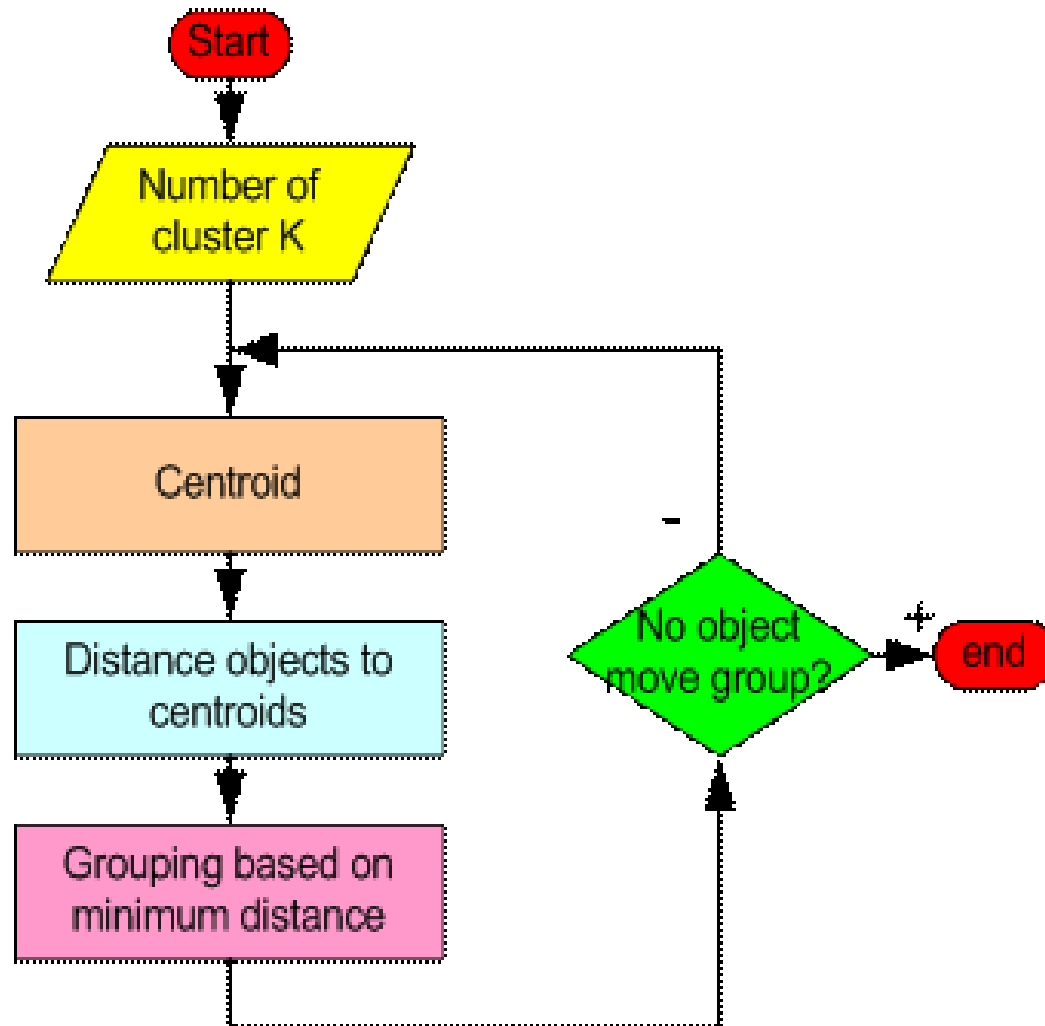 Start
Number of
cluster K
Centroid
Distance objects to
centroids
Grouping based on
minimum distance
-
No object
move group?
+
end